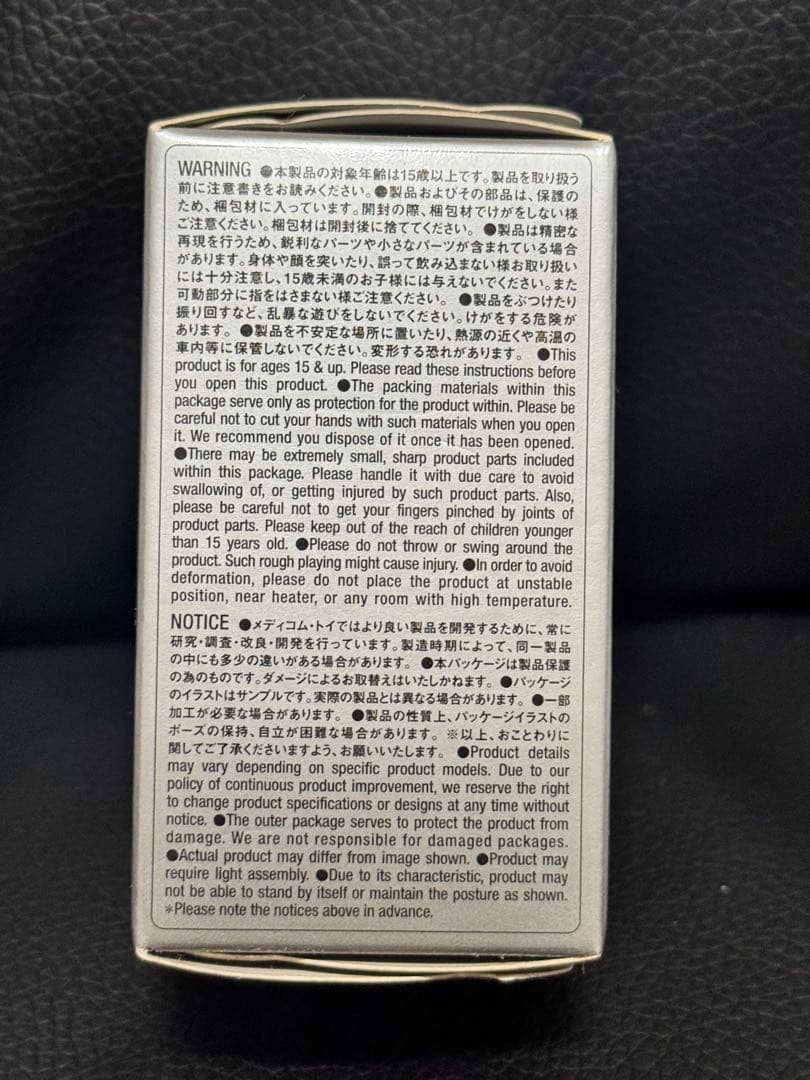 WARNING ●本製品の対象年齢は15歳以上です。製品を取り扱う
前に注意書きをお読みください。●製品およびその部品は、保護の
ため、梱包材に入っています。開封の際、梱包材でけがをしない様
ご注意ください。梱包材は開封後に捨ててください。 ●製品は精密な
再現を行うため、鋭利なパーツや小さなパーツが含まれている場合
があります。身体や顔を突いたり、誤って飲み込まない様お取り扱い
には十分注意し、15歳未満のお子様には与えないでください。また
可動部分に指をはさまない様ご注意ください。 ●製品をぶつけたり
振り回すなど、乱暴な遊びをしないでください。けがをする危険が
あります。 ●製品を不安定な場所に置いたり、熱源の近くや高温の
車内等に保管しないでください。変形する恐れがあります。 ●This
product is for ages 15 & up. Please read these instructions before
you open this product. ●The packing materials within this
package serve only as protection for the product within. Please be
careful not to cut your hands with such materials when you open
it. We recommend you dispose of it once it has been opened.
●There may be extremely small, sharp product parts included
within this package. Please handle it with due care to avoid
swallowing of, or getting injured by such product parts. Also,
please be careful not to get your fingers pinched by joints of
product parts. Please keep out of the reach of children younger
than 15 years old. ●Please do not throw or swing around the
product. Such rough playing might cause injury. ●In order to avoid
deformation, please do not place the product at unstable
position, near heater, or any room with high temperature.
NOTICE ●メディコム・トイではより良い製品を開発するために、常に
研究・調査・改良・開発を行っています。製造時期によって、同一製品
の中にも多少の違いがある場合があります。 ●本パッケージは製品保護
の為のものです。ダメージによるお取替えはいたしかねます。 ●パッケージ
のイラストはサンプルです。実際の製品とは異なる場合があります。 ●一部
加工が必要な場合があります。 ●製品の性質上、パッケージイラストの
ポーズの保持、自立が困難な場合があります。 ※以上、おことわりに
関してご了承くださいますよう、お願いいたします。 ●Product details
may vary depending on specific product models. Due to our
policy of continuous product improvement, we reserve the right
to change product specifications or designs at any time without
notice. ●The outer package serves to protect the product from
damage. We are not responsible for damaged packages.
●Actual product may differ from image shown. ●Product may
require light assembly. ●Due to its characteristic, product may
not be able to stand by itself or maintain the posture as shown.
*Please note the notices above in advance.